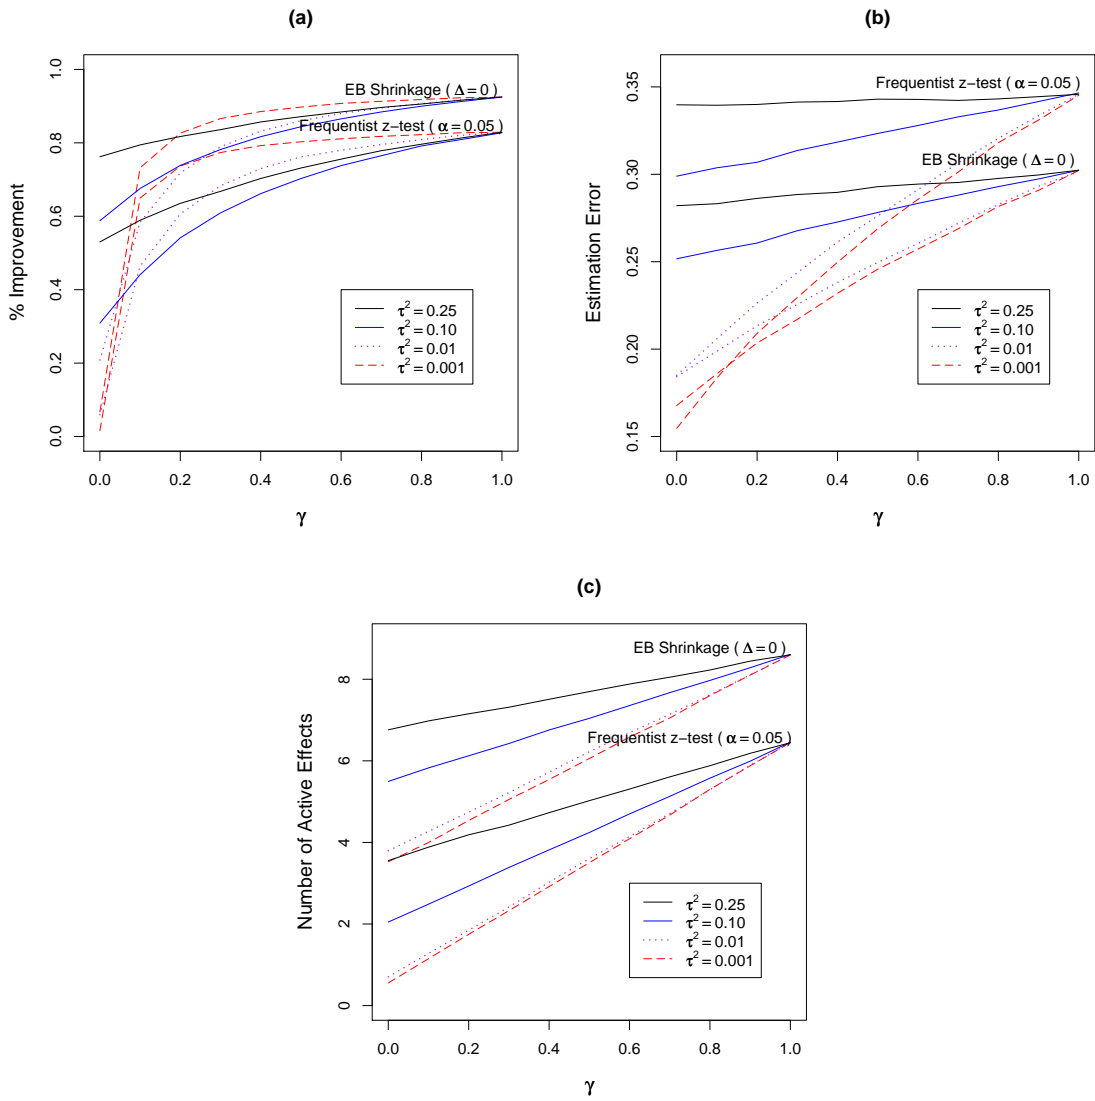 (a)
% Improvement
1.0
0.8
0.6
0.4
0.2
0.0
EB Shrinkage ( Δ = 0 )
Frequentist z−test ( α = 0.05 )
τ² = 0.25
τ² = 0.10
τ² = 0.01
τ² = 0.001
0.0 0.2 0.4 0.6 0.8 1.0
γ
(b)
Estimation Error
0.35
0.30
0.25
0.20
0.15
Frequentist z−test ( α = 0.05 )
EB Shrinkage ( Δ = 0 )
τ² = 0.25
τ² = 0.10
τ² = 0.01
τ² = 0.001
0.0 0.2 0.4 0.6 0.8 1.0
γ
(c)
Number of Active Effects
8
6
4
2
0
EB Shrinkage ( Δ = 0 )
Frequentist z−test ( α = 0.05 )
τ² = 0.25
τ² = 0.10
τ² = 0.01
τ² = 0.001
0.0 0.2 0.4 0.6 0.8 1.0
γ